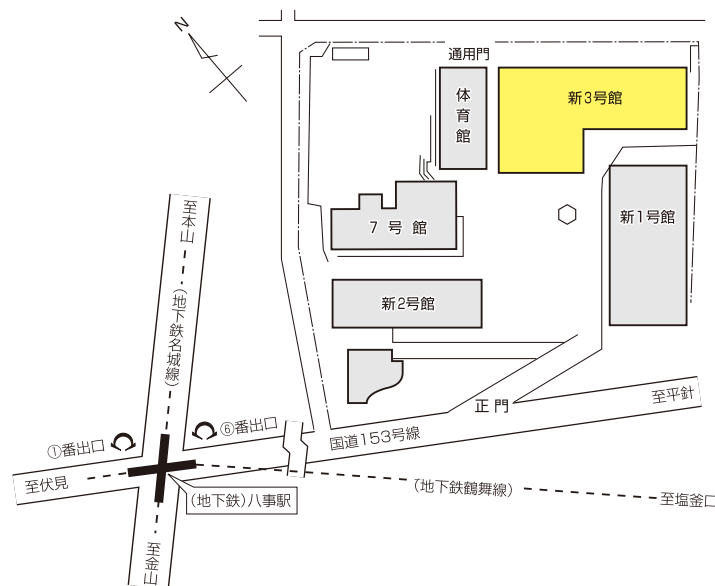 N
通用門
体育館
新3号館
新1号館
7号館
新2号館
正門
至本山
(地下鉄名城線)
①番出口
⑥番出口
国道153号線
至平針
至伏見
(地下鉄)八事駅
(地下鉄鶴舞線)
至塩釜口
至金山